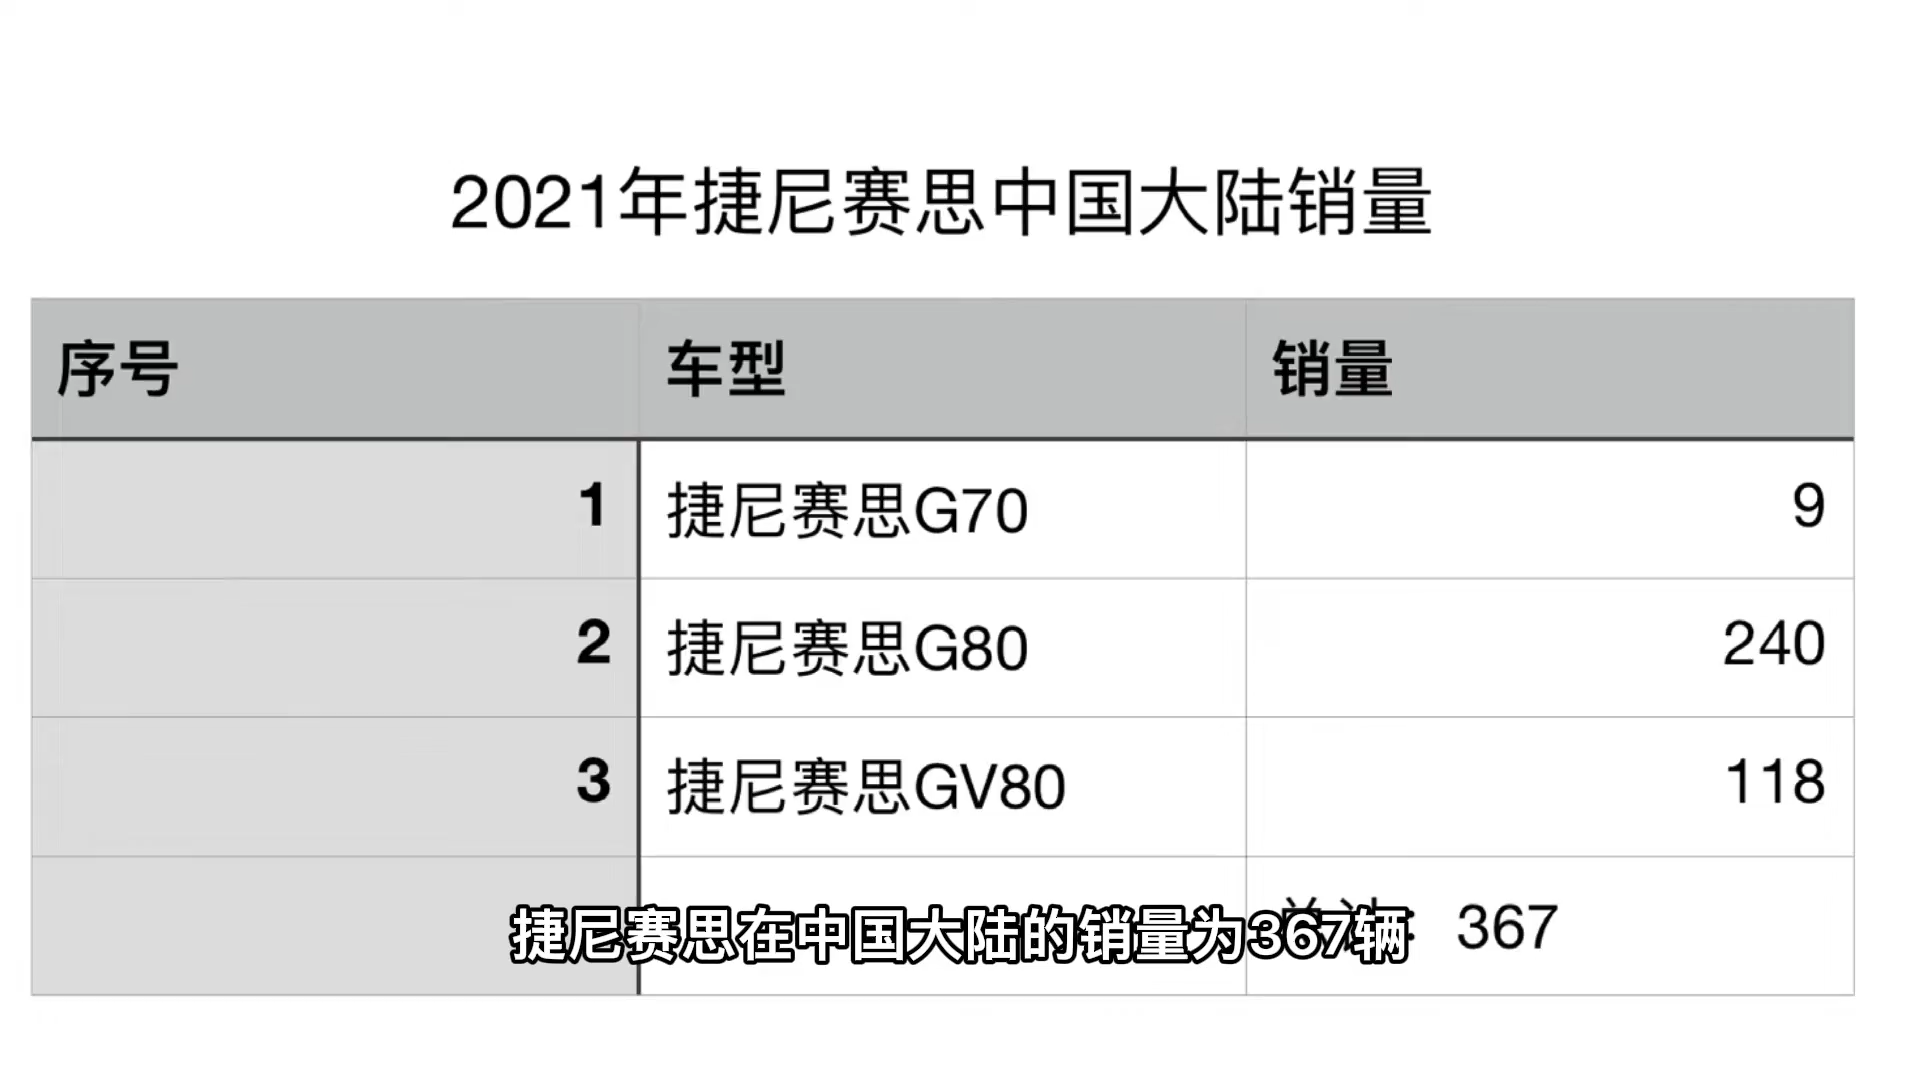 2021年捷尼赛思中国大陆销量
序号 车型 销量
1 捷尼赛思G70 9
2 捷尼赛思G80 240
3 捷尼赛思GV80 118
367
捷尼赛思在中国大陆的销量为367辆